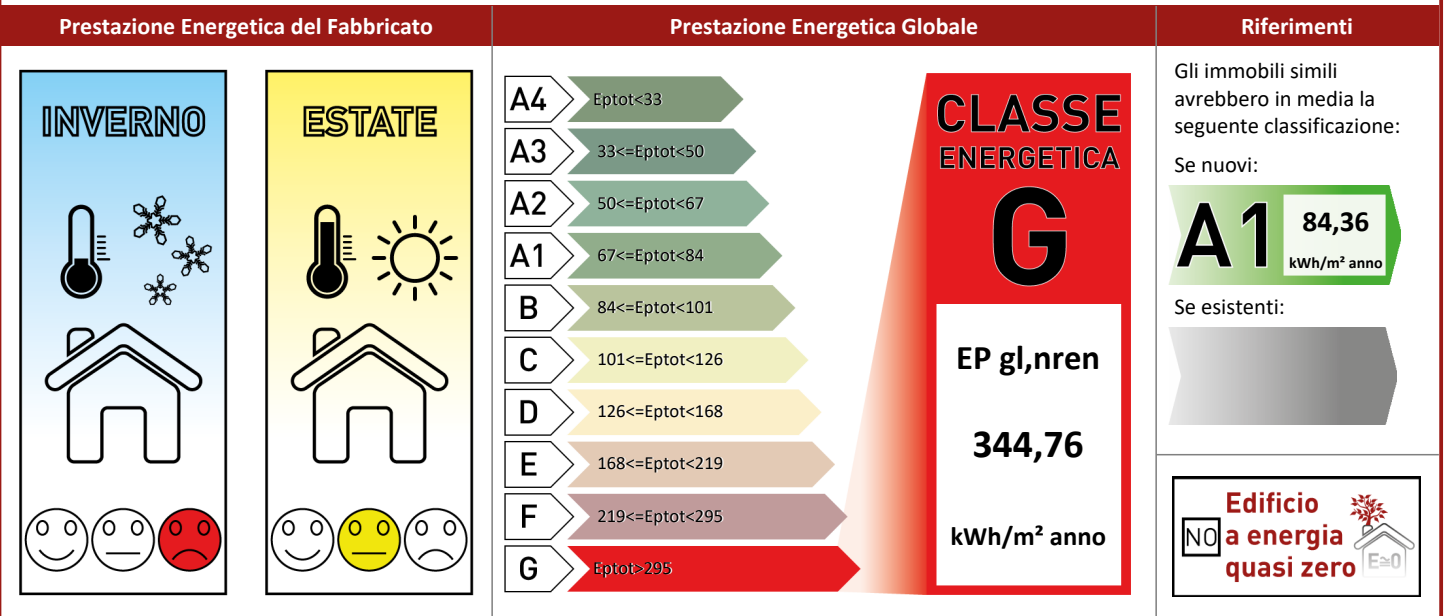 Prestazione Energetica del Fabbricato
Prestazione Energetica Globale
Riferimenti
INVERNO
ESTATE
A4
Eptot<33
A3
33<=Eptot<50
A2
50<=Eptot<67
A1
67<=Eptot<84
B
84<=Eptot<101
C
101<=Eptot<126
D
126<=Eptot<168
E
168<=Eptot<219
F
219<=Eptot<295
G
Eptot>295
CLASSE
ENERGETICA
G
EP gl,nren
344,76
kWh/m² anno
Gli immobili simili
avrebbero in media la
seguente classificazione:
Se nuovi:
A1
84,36
kWh/m² anno
Se esistenti:
Edificio
NO a energia
quasi zero
E≃0